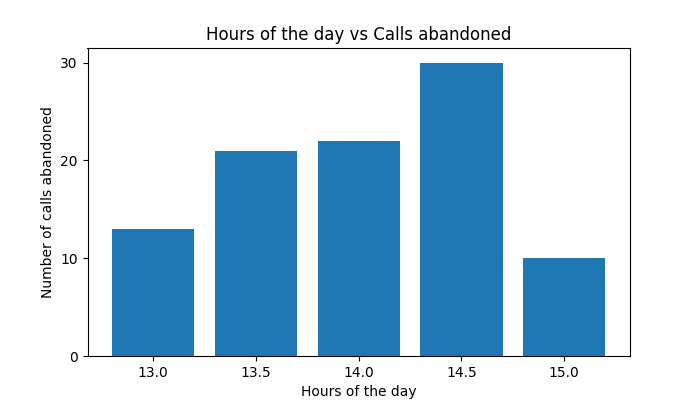 Hours of the day vs Calls abandoned
Number of calls abandoned
30
20
10
0
13.0 13.5 14.0 14.5 15.0
Hours of the day